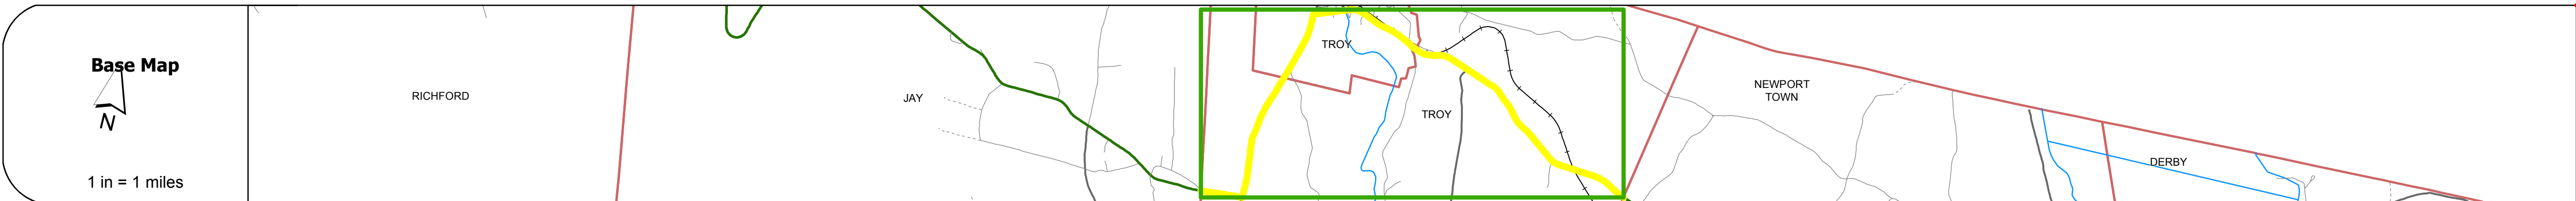 Base Map
N
1 in = 1 miles
RICHFORD
JAY
TROY
TROY
NEWPORT
TOWN
DERBY